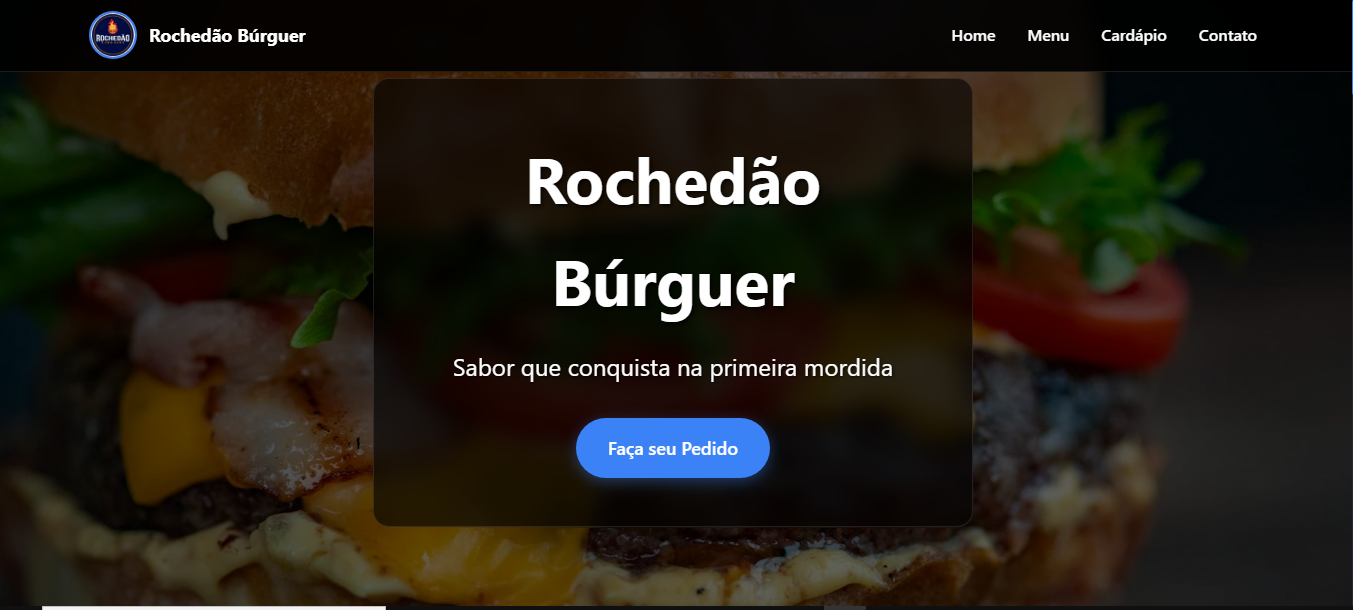 ROCHEDÃO
Rochedão Búrguer
Home
Menu
Cardápio
Contato
Rochedão
Búrguer
Sabor que conquista na primeira mordida
Faça seu Pedido